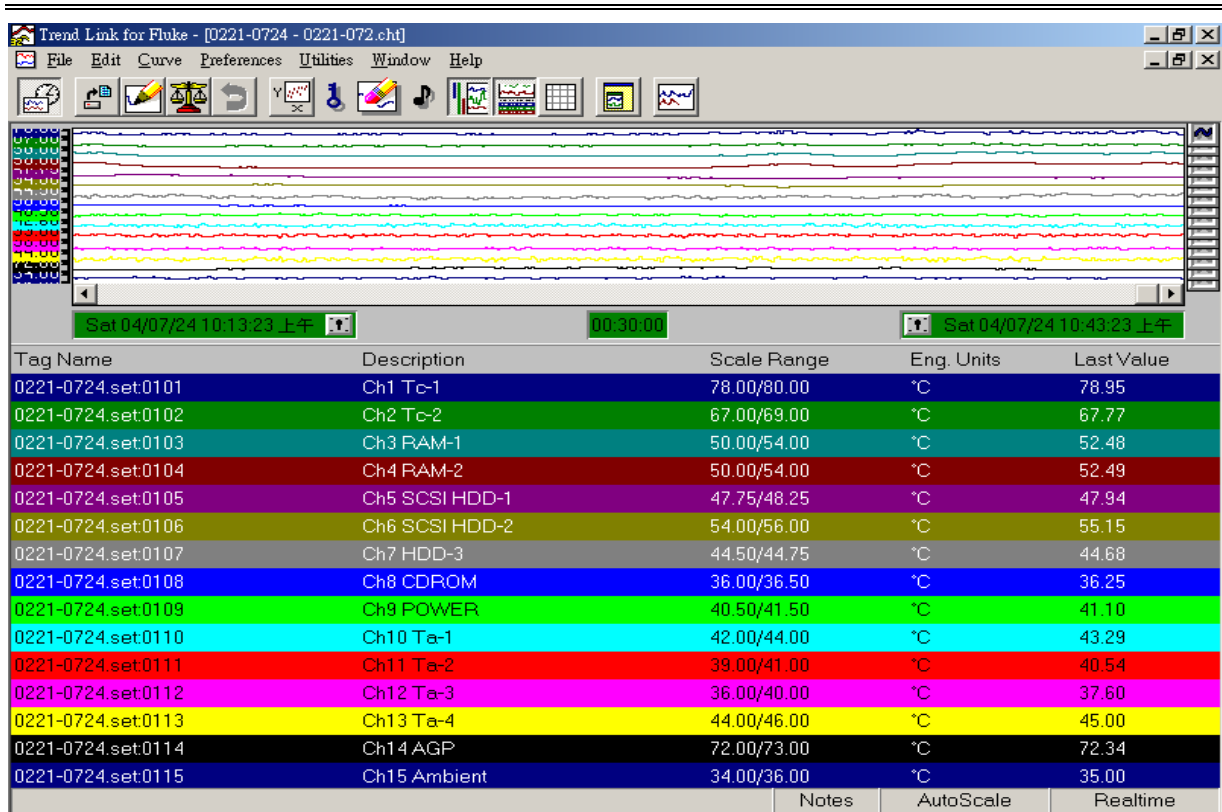 Trend Link for Fluke - [0221-0724 - 0221-072.cht]
File Edit Curve Preferences Utilities Window Help
Sat 04/07/24 10:13:23 上午 00:30:00 Sat 04/07/24 10:43:23 上午
Tag Name Description Scale Range Eng. Units Last Value
0221-0724.set:0101 Ch1 Tc-1 78.00/80.00 °C 78.95
0221-0724.set:0102 Ch2 Tc-2 67.00/69.00 °C 67.77
0221-0724.set:0103 Ch3 RAM-1 50.00/54.00 °C 52.48
0221-0724.set:0104 Ch4 RAM-2 50.00/54.00 °C 52.49
0221-0724.set:0105 Ch5 SCSI HDD-1 47.75/48.25 °C 47.94
0221-0724.set:0106 Ch6 SCSI HDD-2 54.00/56.00 °C 55.15
0221-0724.set:0107 Ch7 HDD-3 44.50/44.75 °C 44.68
0221-0724.set:0108 Ch8 CDROM 36.00/36.50 °C 36.25
0221-0724.set:0109 Ch9 POWER 40.50/41.50 °C 41.10
0221-0724.set:0110 Ch10 Ta-1 42.00/44.00 °C 43.29
0221-0724.set:0111 Ch11 Ta-2 39.00/41.00 °C 40.54
0221-0724.set:0112 Ch12 Ta-3 36.00/40.00 °C 37.60
0221-0724.set:0113 Ch13 Ta-4 44.00/46.00 °C 45.00
0221-0724.set:0114 Ch14 AGP 72.00/73.00 °C 72.34
0221-0724.set:0115 Ch15 Ambient 34.00/36.00 °C 35.00
Notes AutoScale Realtime